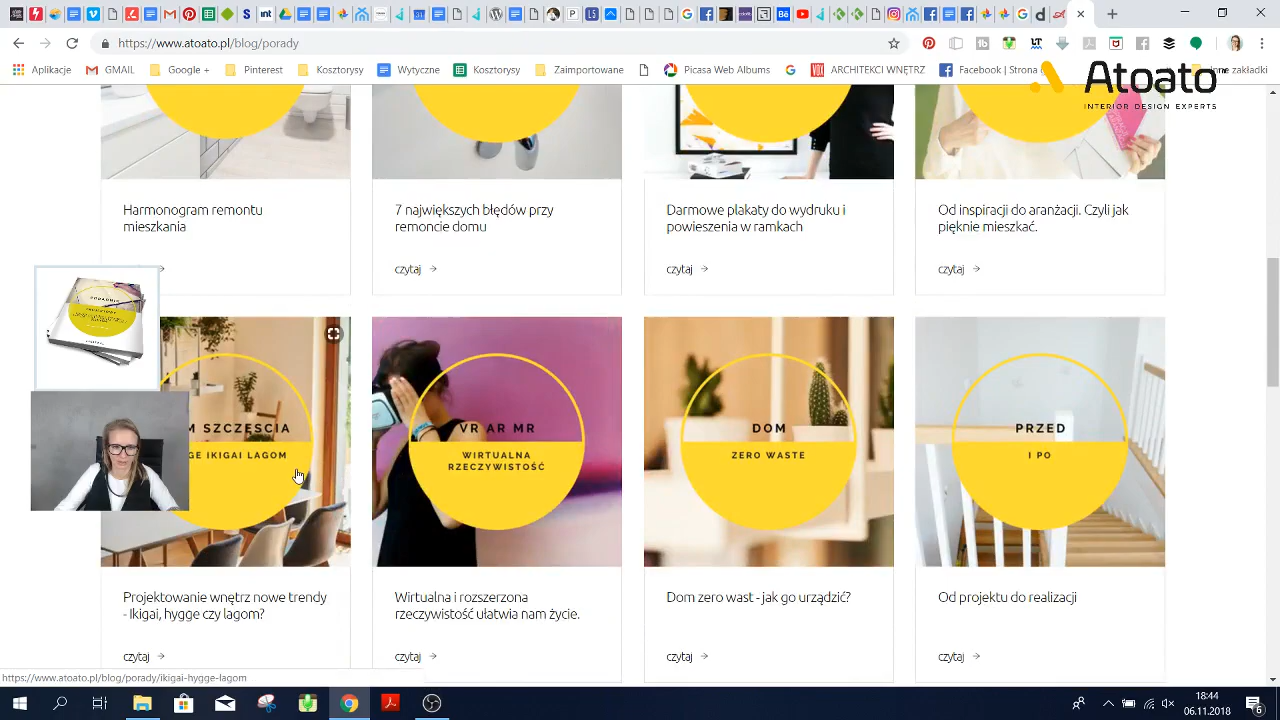 https://www.atoato.pl/blog/porady
Aplikacje
GMAIL
Google +
Pinterest
Kosztorysy
Wytyczne
Kosztorysy
Zaimportowane
Picasa Web Albums
ARCHITEKCI WNĘTRZ
Facebook | Strona
Inne zakładki
Atoato
INTERIOR DESIGN EXPERTS
Harmonogram remontu
mieszkania
7 największych błędów przy
remoncie domu
czytaj →
Darmowe plakaty do wydruku i
powieszenia w ramkach
czytaj →
Od inspiracji do aranżacji. Czyli jak
pięknie mieszkać.
czytaj →
PORADNIK
M SZCZĘŚCIA
GE IKIGAI LAGOM
Projektowanie wnętrz nowe trendy
- Ikigai, hygge czy lagom?
czytaj →
VR AR MR
WIRTUALNA
RZECZYWISTOŚĆ
Wirtualna i rozszerzona
rzeczywistość ułatwia nam życie.
czytaj →
DOM
ZERO WASTE
Dom zero wast - jak go urządzić?
czytaj →
PRZED
I PO
Od projektu do realizacji
czytaj →
https://www.atoato.pl/blog/porady/ikigai-hygge-lagom
18:44
06.11.2018
6